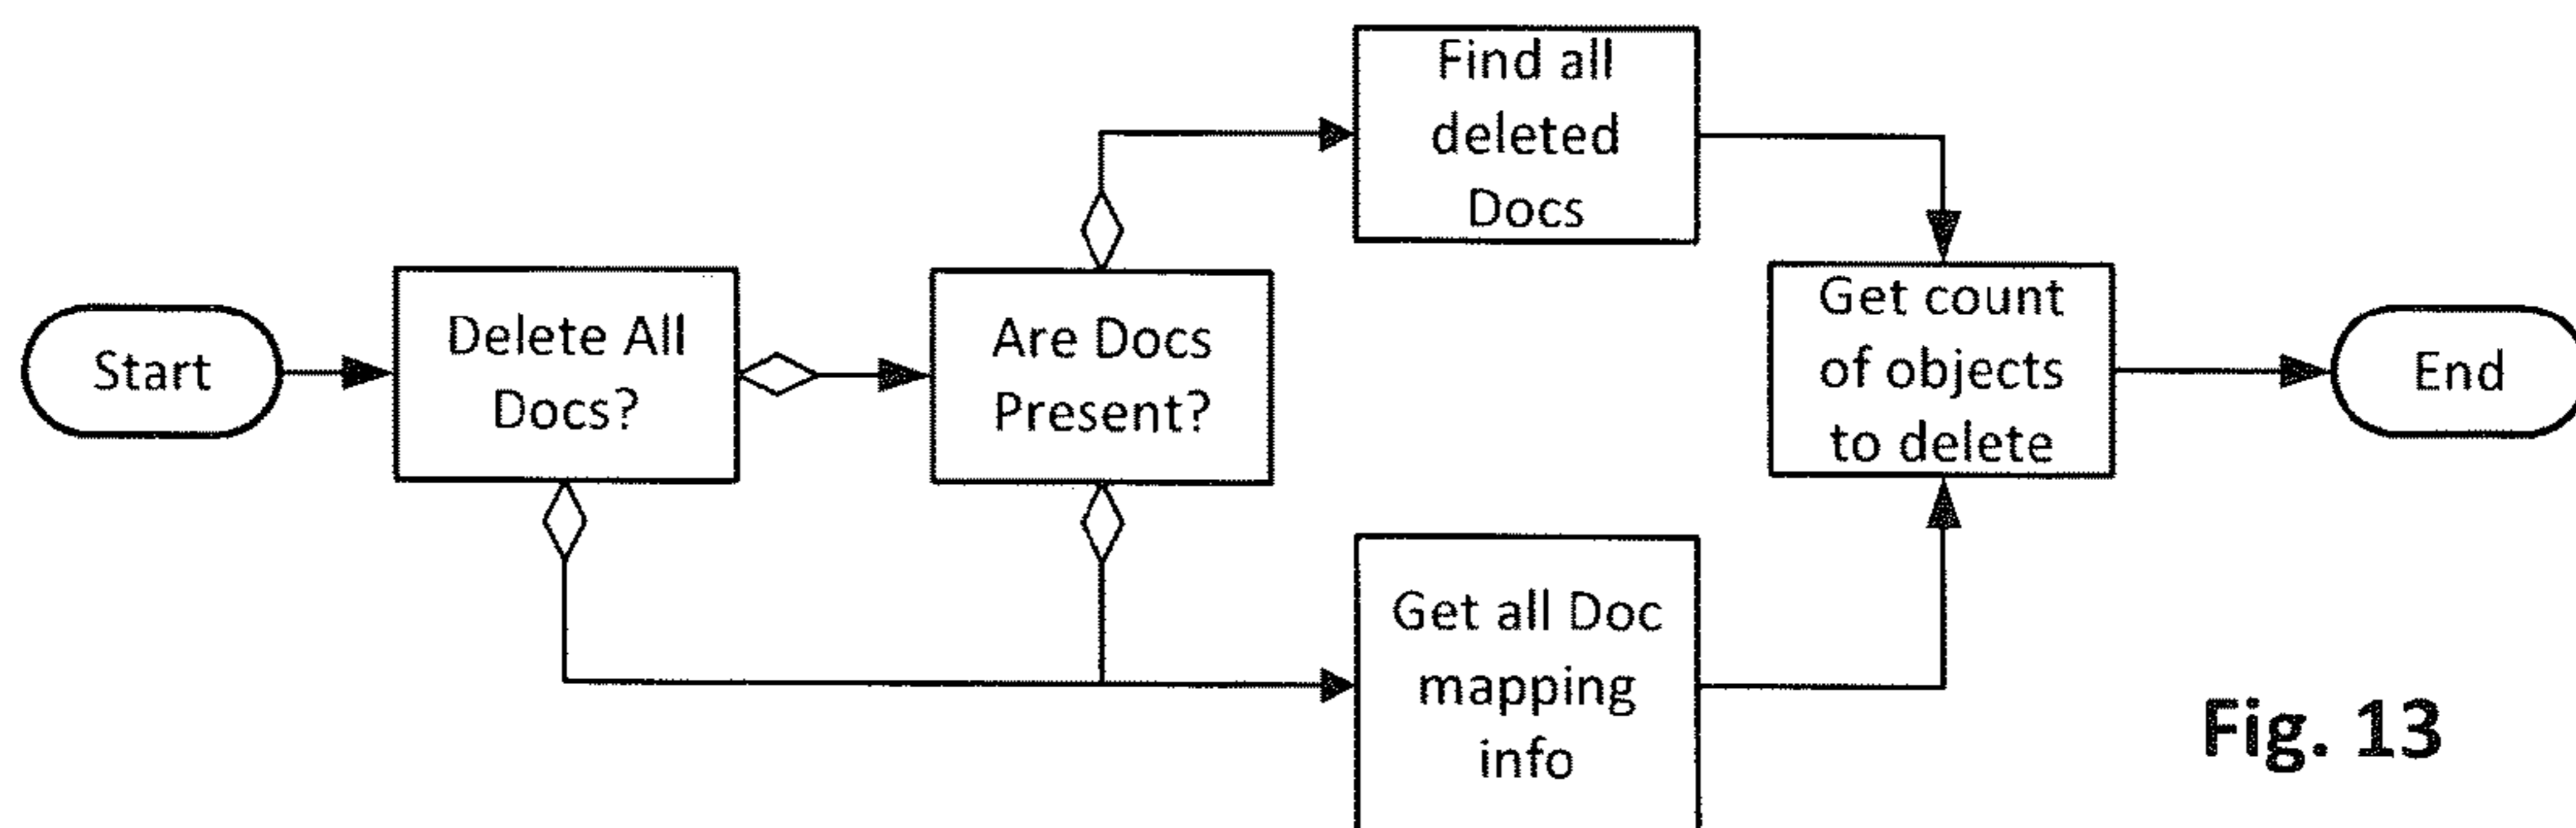 Start
Delete All
Docs?
Are Docs
Present?
Find all
deleted
Docs
Get all Doc
mapping
info
Get count
of objects
to delete
End
Fig. 13